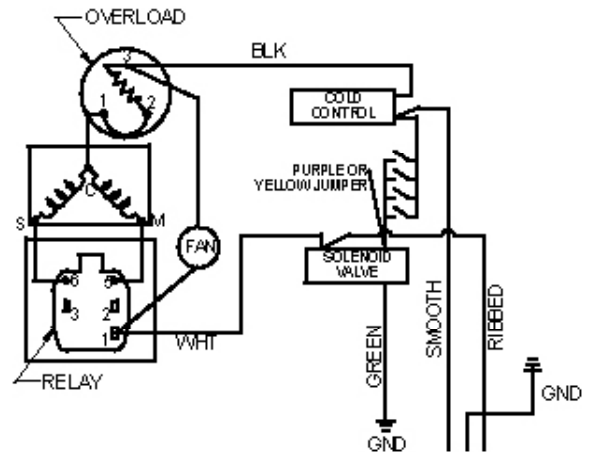 OVERLOAD
3
BLK
1
2
COLD
CONTROL
PURPLE OR
YELLOW JUMPER
C
S
M
FAN
SOLENOID
VALVE
6
5
3
2
1
WHT
GREEN
SMOOTH
RIBBED
RELAY
GND
GND